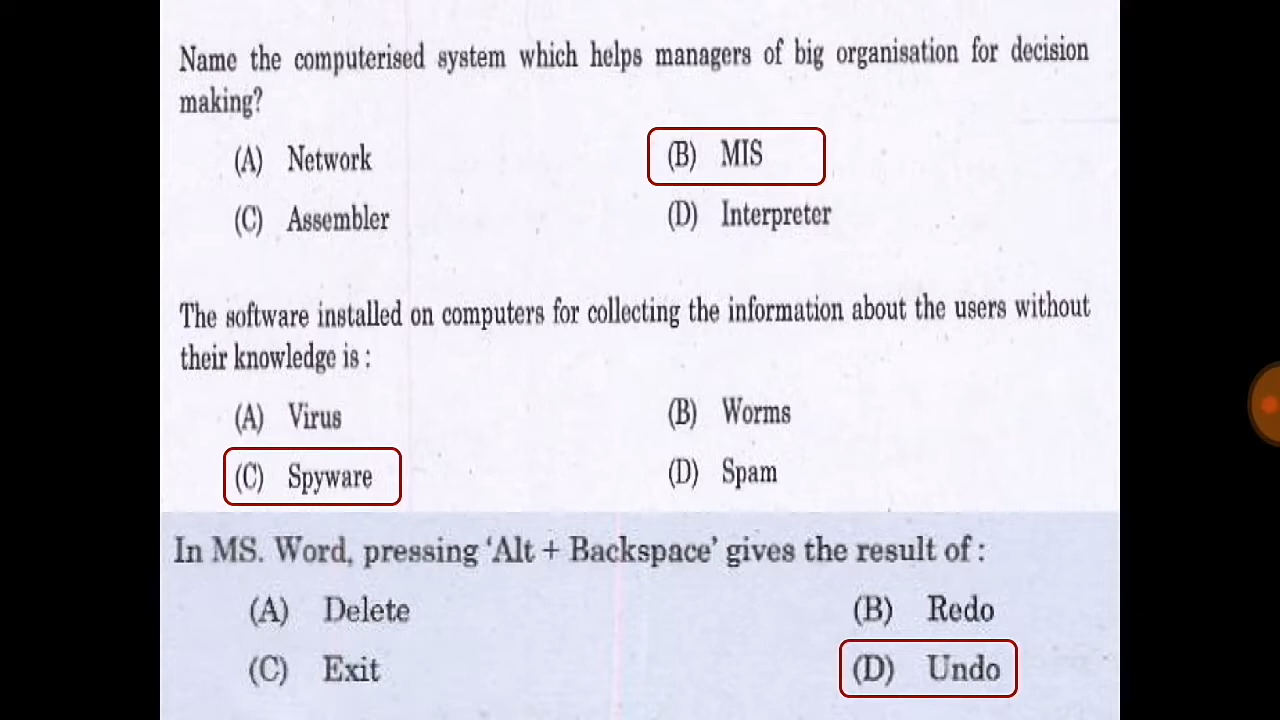 Name the computerised system which helps managers of big organisation for decision
making?
(A) Network (B) MIS
(C) Assembler (D) Interpreter
The software installed on computers for collecting the information about the users without
their knowledge is :
(A) Virus (B) Worms
(C) Spyware (D) Spam
In MS. Word, pressing ‘Alt + Backspace’ gives the result of :
(A) Delete (B) Redo
(C) Exit (D) Undo